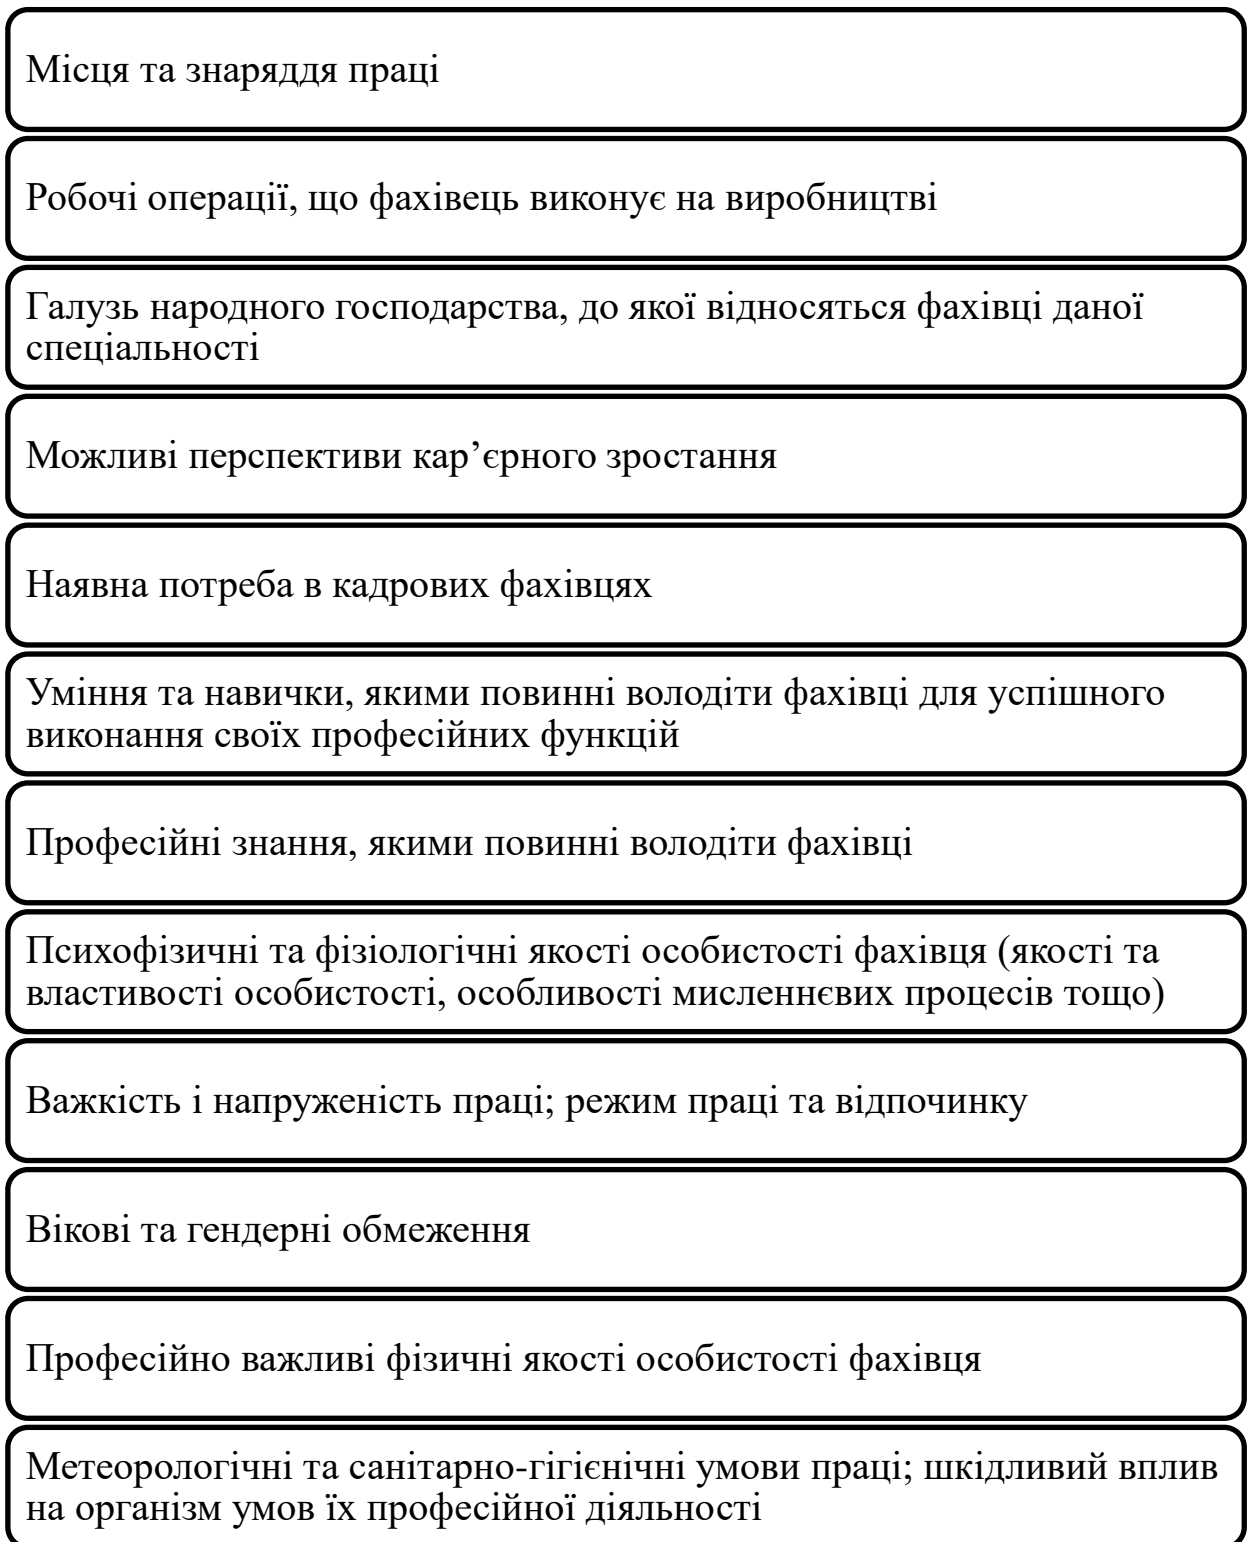 Місця та знаряддя праці
Робочі операції, що фахівець виконує на виробництві
Галузь народного господарства, до якої відносяться фахівці даної
спеціальності
Можливі перспективи кар’єрного зростання
Наявна потреба в кадрових фахівцях
Уміння та навички, якими повинні володіти фахівці для успішного
виконання своїх професійних функцій
Професійні знання, якими повинні володіти фахівці
Психофізичні та фізіологічні якості особистості фахівця (якості та
властивості особистості, особливості мисленнєвих процесів тощо)
Важкість і напруженість праці; режим праці та відпочинку
Вікові та гендерні обмеження
Професійно важливі фізичні якості особистості фахівця
Метеорологічні та санітарно-гігієнічні умови праці; шкідливий вплив
на організм умов їх професійної діяльності